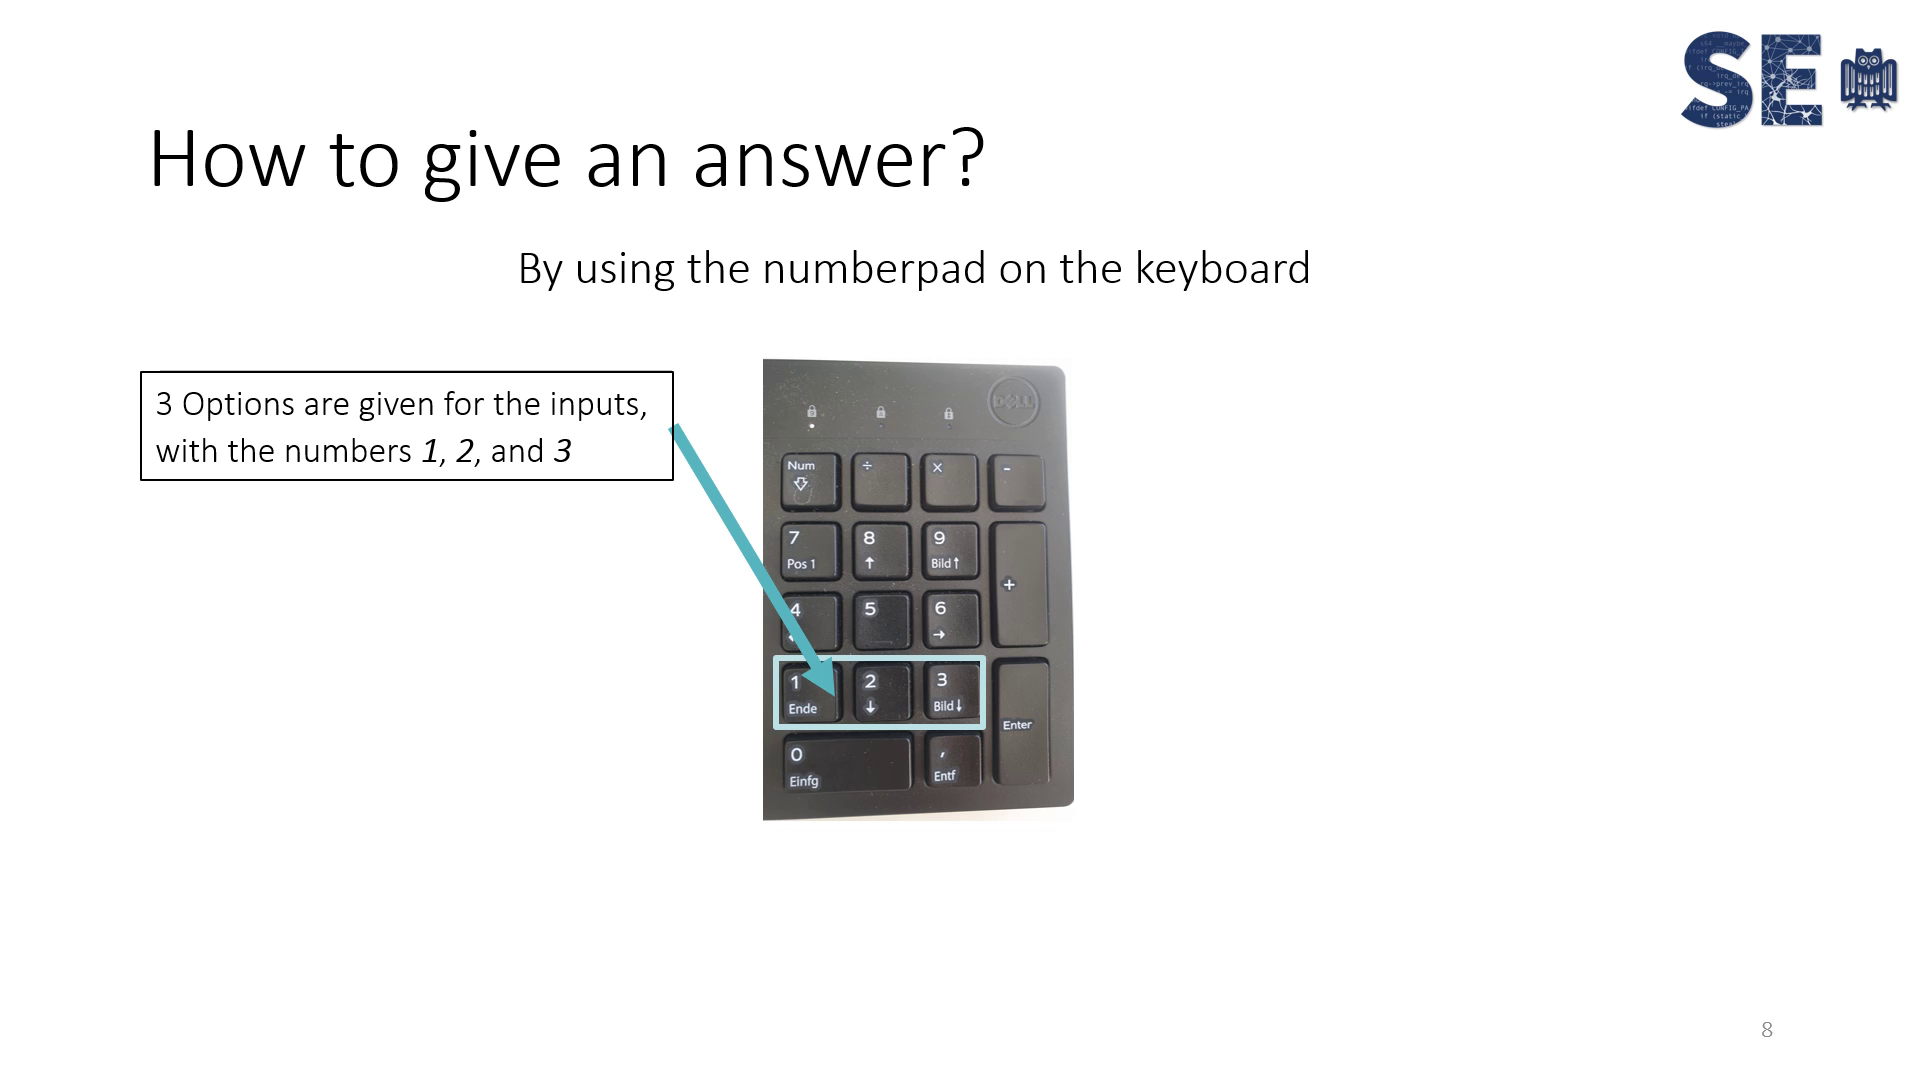 SE
How to give an answer?
By using the numberpad on the keyboard
3 Options are given for the inputs,
with the numbers 1, 2, and 3
DELL
Num ÷ × -
7 8 9
Pos 1 ↑ Bild ↑
+
4 5 6
→
1 2 3
Ende ↓ Bild ↓
Enter
0 ,
Einfg Entf
8